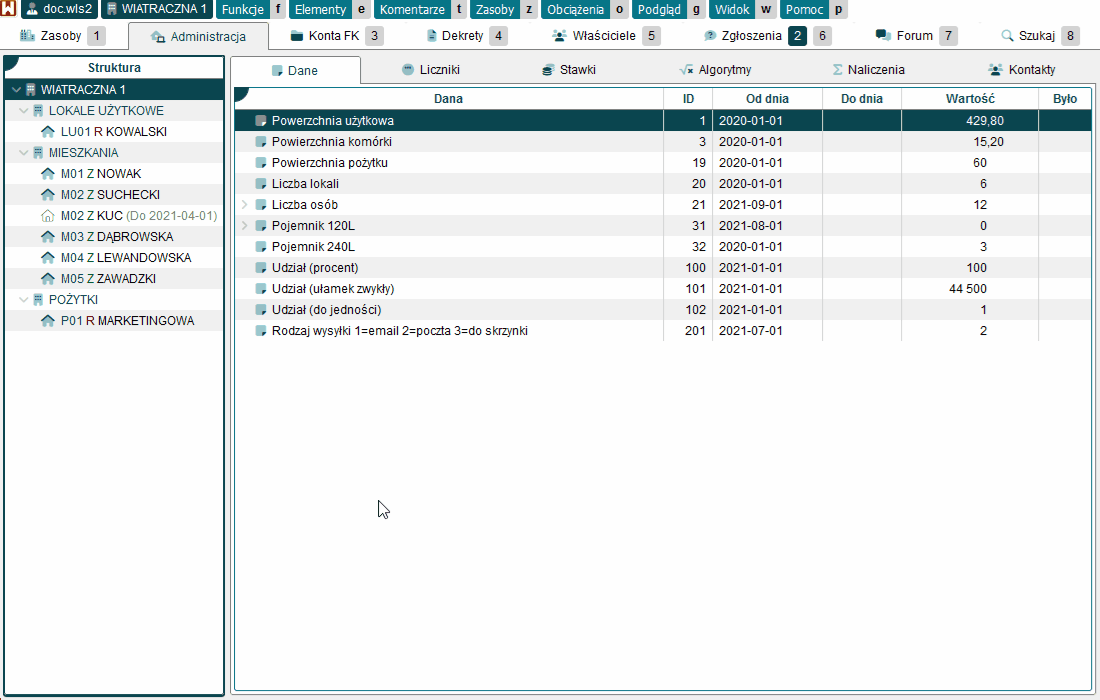 W doc.wls2 WIATRACZNA 1 Funkcje f Elementy e Komentarze t Zasoby z Obciążenia o Podgląd g Widok w Pomoc p
Zasoby 1 Administracja Konta FK 3 Dekrety 4 Właściciele 5 Zgłoszenia 2 6 Forum 7 Szukaj 8
Struktura
WIATRACZNA 1
LOKALE UŻYTKOWE
LU01 R KOWALSKI
MIESZKANIA
M01 Z NOWAK
M02 Z SUCHECKI
M02 Z KUC (Do 2021-04-01)
M03 Z DĄBROWSKA
M04 Z LEWANDOWSKA
M05 Z ZAWADZKI
POŻYTKI
P01 R MARKETINGOWA
Dane Liczniki Stawki Algorytmy Naliczenia Kontakty
Dana ID Od dnia Do dnia Wartość Było
Powerzchnia użytkowa 1 2020-01-01 429,80
Powierzchnia komórki 3 2020-01-01 15,20
Powierzchnia pożytku 19 2020-01-01 60
Liczba lokali 20 2020-01-01 6
Liczba osób 21 2021-09-01 12
Pojemnik 120L 31 2021-08-01 0
Pojemnik 240L 32 2020-01-01 3
Udział (procent) 100 2021-01-01 100
Udział (ułamek zwykły) 101 2021-01-01 44 500
Udział (do jedności) 102 2021-01-01 1
Rodzaj wysyłki 1=email 2=poczta 3=do skrzynki 201 2021-07-01 2